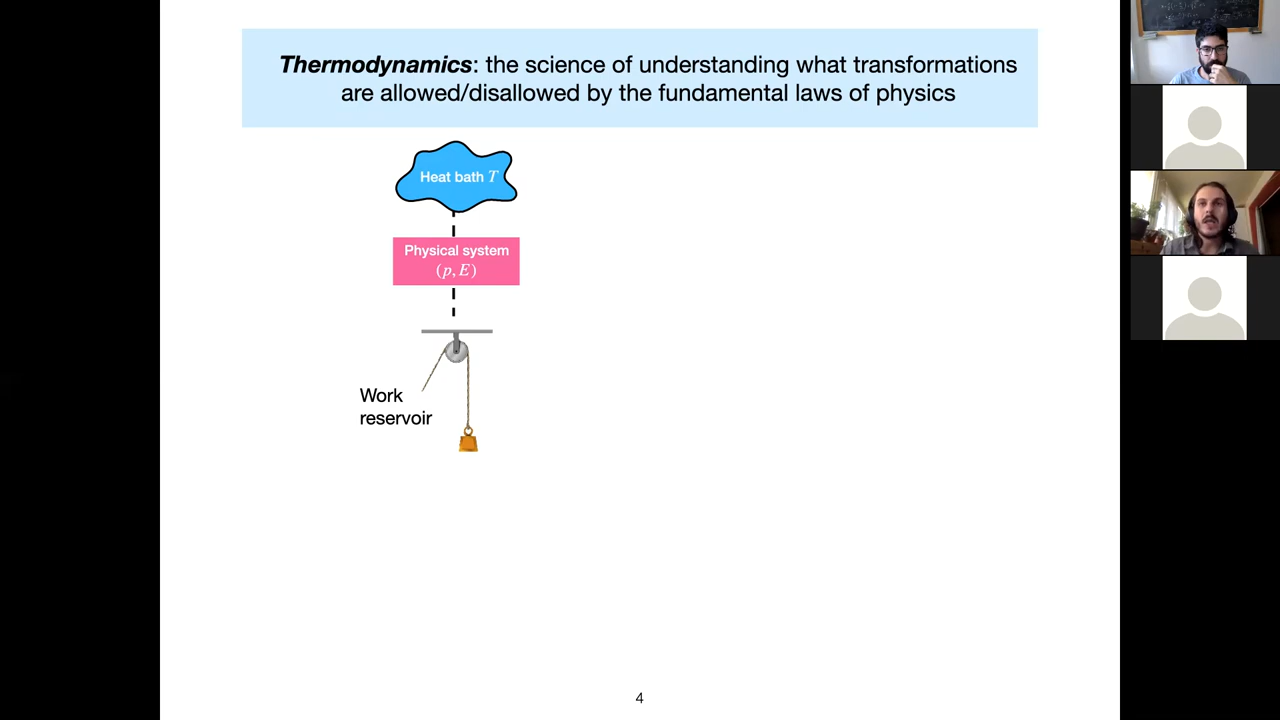 Thermodynamics: the science of understanding what transformations
are allowed/disallowed by the fundamental laws of physics
Heat bath T
Physical system
(p, E)
Work
reservoir
4